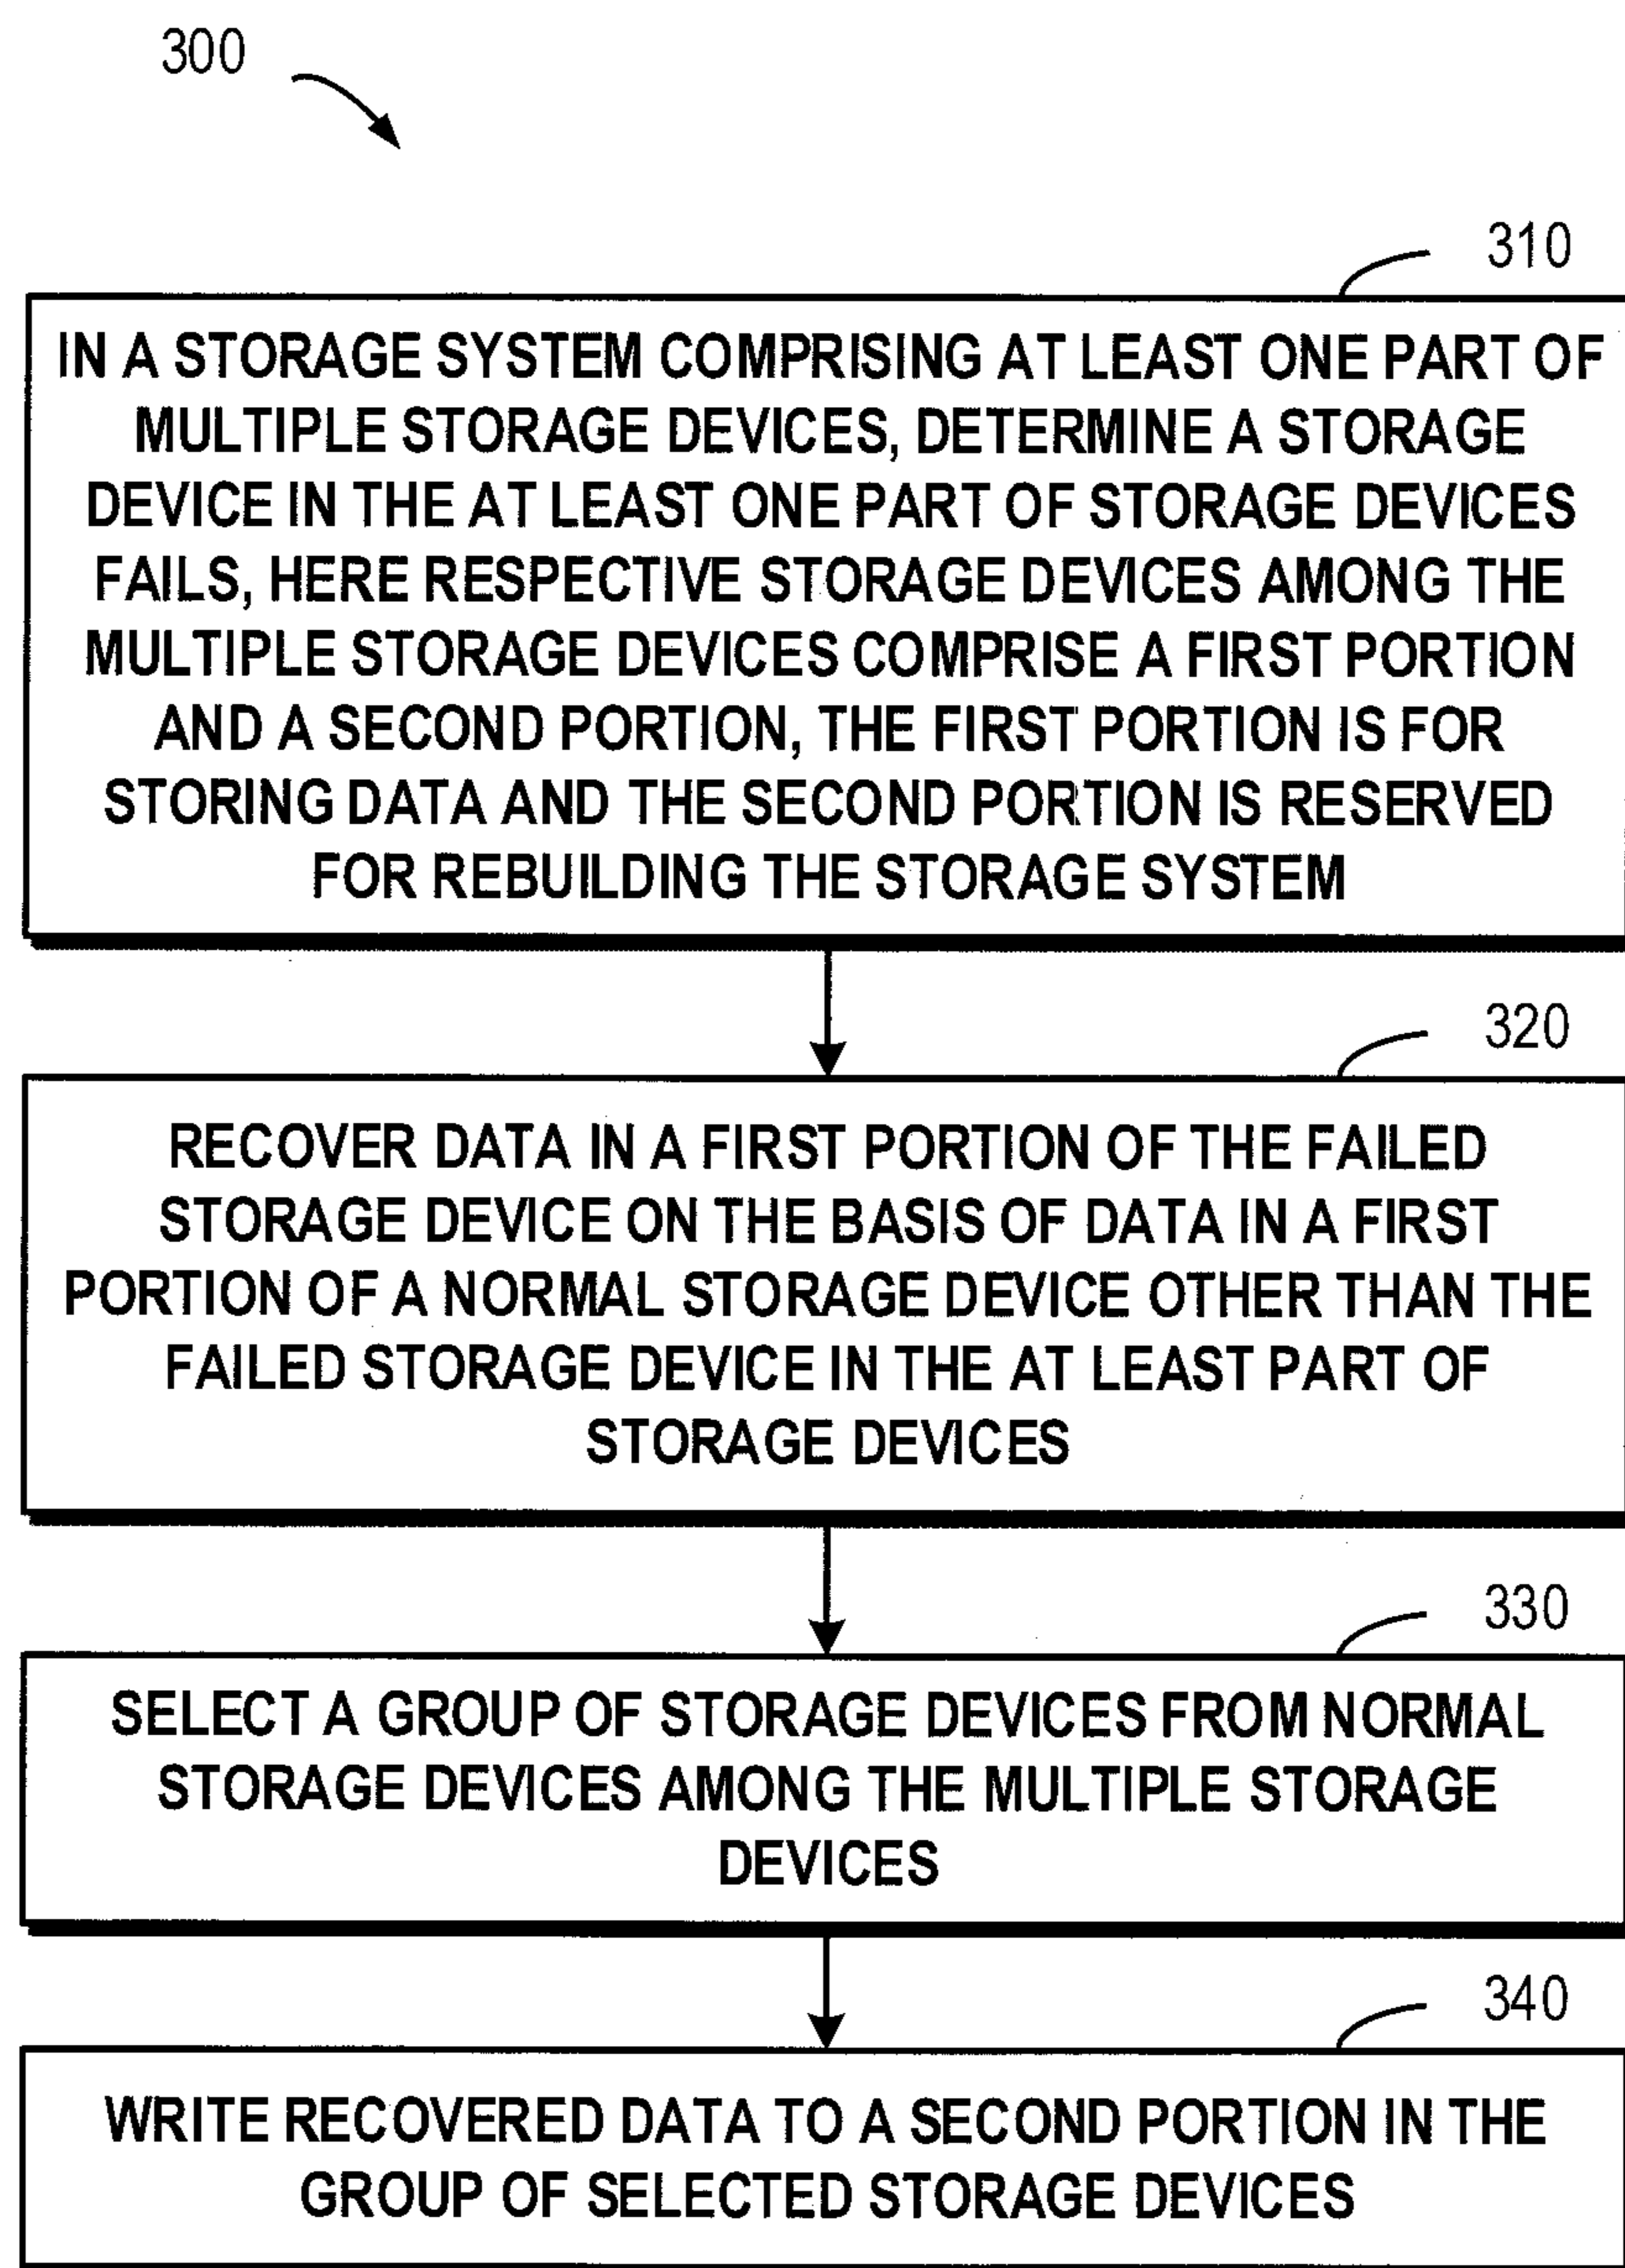 300
310
IN A STORAGE SYSTEM COMPRISING AT LEAST ONE PART OF
MULTIPLE STORAGE DEVICES, DETERMINE A STORAGE
DEVICE IN THE AT LEAST ONE PART OF STORAGE DEVICES
FAILS, HERE RESPECTIVE STORAGE DEVICES AMONG THE
MULTIPLE STORAGE DEVICES COMPRISE A FIRST PORTION
AND A SECOND PORTION, THE FIRST PORTION IS FOR
STORING DATA AND THE SECOND PORTION IS RESERVED
FOR REBUILDING THE STORAGE SYSTEM
320
RECOVER DATA IN A FIRST PORTION OF THE FAILED
STORAGE DEVICE ON THE BASIS OF DATA IN A FIRST
PORTION OF A NORMAL STORAGE DEVICE OTHER THAN THE
FAILED STORAGE DEVICE IN THE AT LEAST PART OF
STORAGE DEVICES
330
SELECT A GROUP OF STORAGE DEVICES FROM NORMAL
STORAGE DEVICES AMONG THE MULTIPLE STORAGE
DEVICES
340
WRITE RECOVERED DATA TO A SECOND PORTION IN THE
GROUP OF SELECTED STORAGE DEVICES